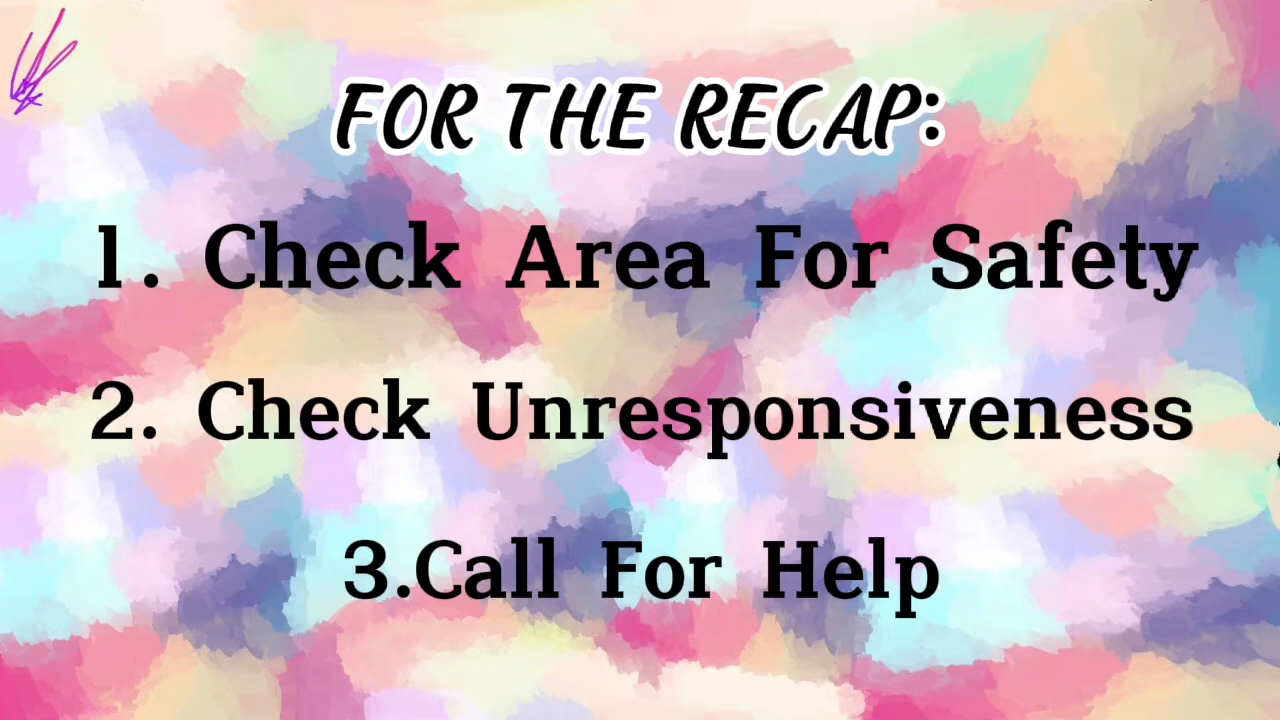 FOR THE RECAP:
1. Check Area For Safety
2. Check Unresponsiveness
3.Call For Help